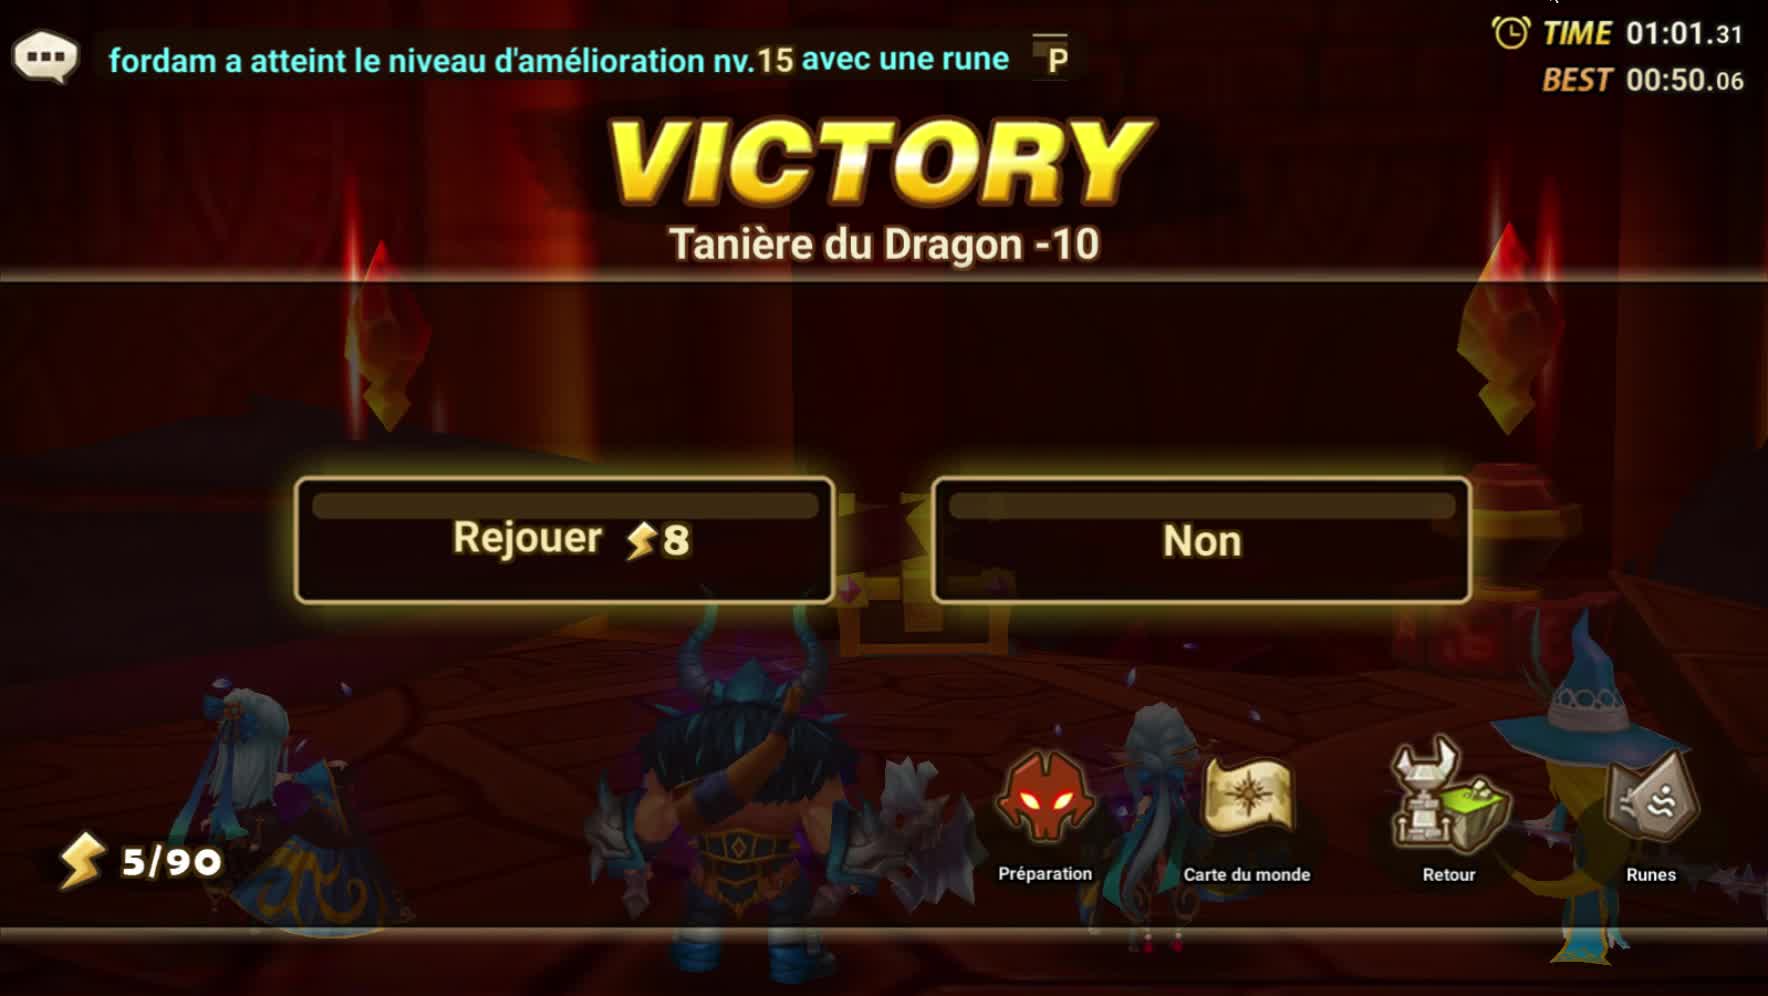 fordam a atteint le niveau d'amélioration nv.15 avec une rune P
TIME 01:01.31
BEST 00:50.06
VICTORY
Tanière du Dragon -10
Rejouer 8
Non
5/90
Préparation
Carte du monde
Retour
Runes